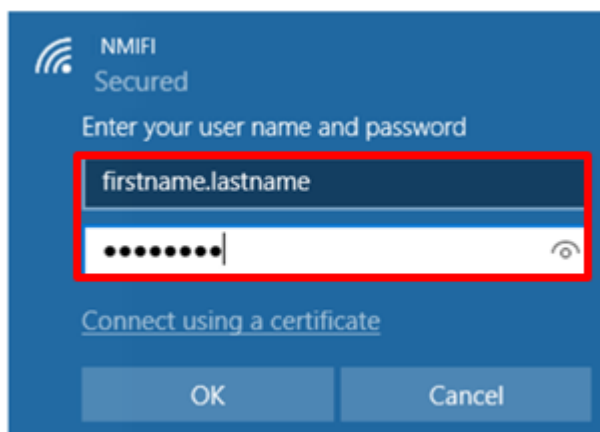 NMIFI
Secured
Enter your user name and password
firstname.lastname
••••••••
Connect using a certificate
OK
Cancel